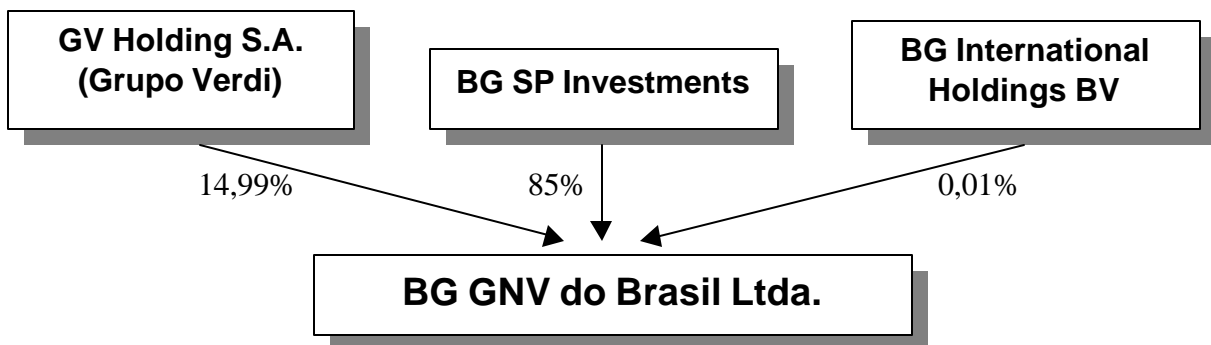 GV Holding S.A.
(Grupo Verdi)
BG SP Investments
BG International
Holdings BV
14,99%
85%
0,01%
BG GNV do Brasil Ltda.